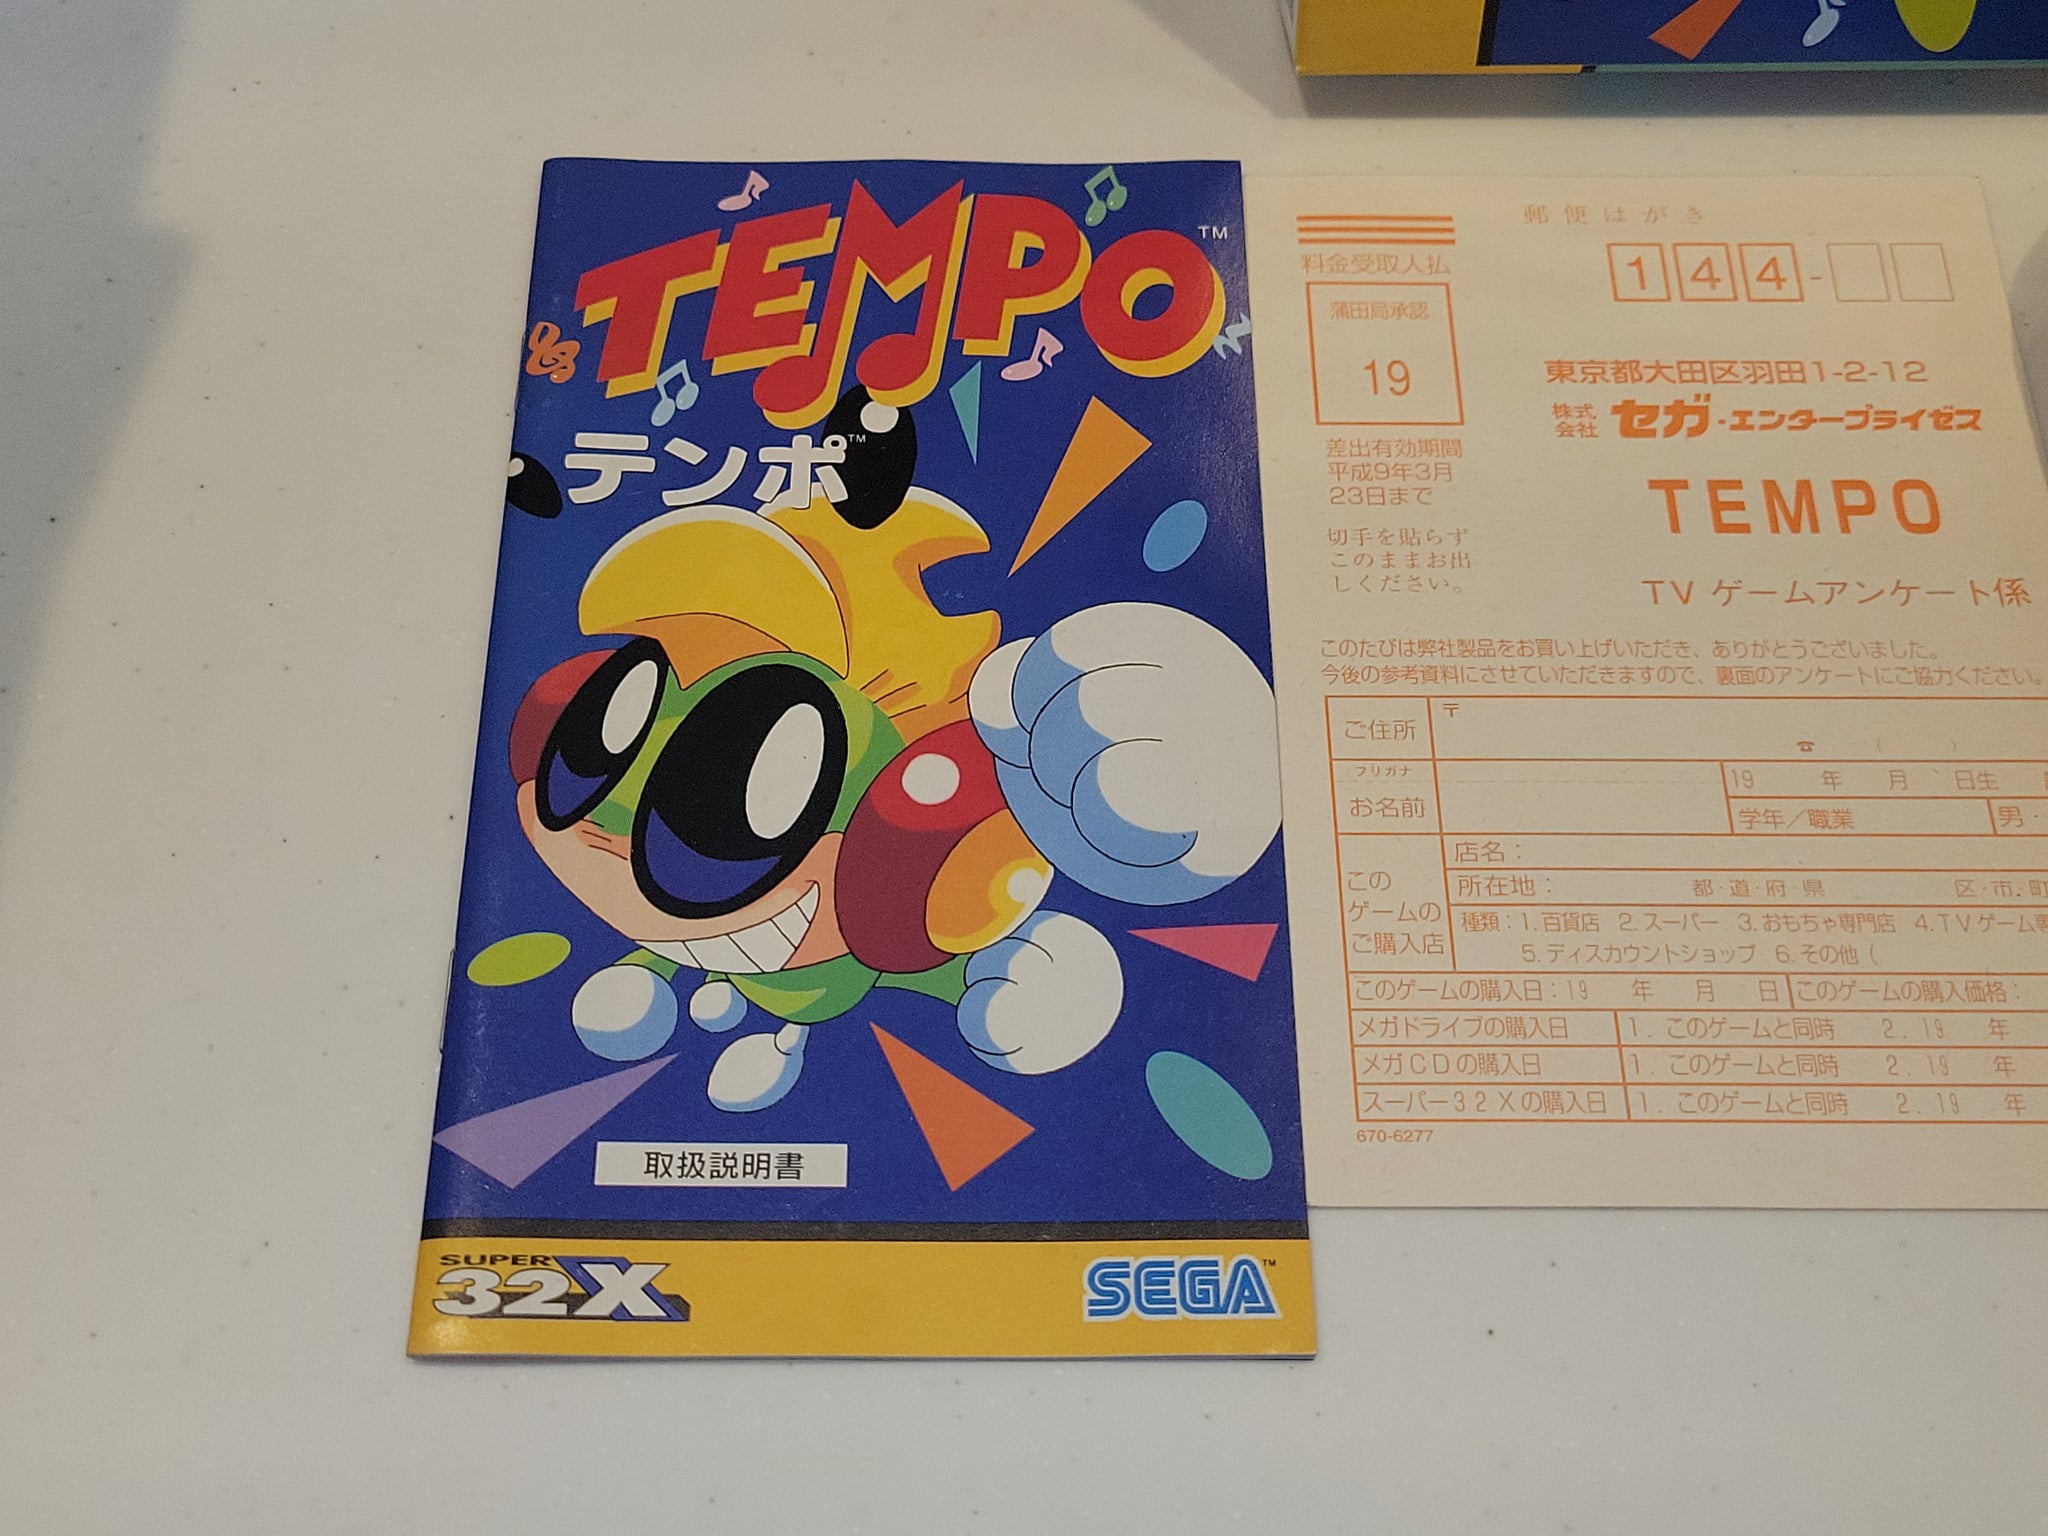 TEMPO™
テンポ™
取扱説明書
SUPER
32X
SEGA™
郵便はがき
料金受取人払
144-
蒲田局承認
19
東京都大田区羽田1-2-12
株式会社 セガ・エンタープライゼス
差出有効期間
平成9年3月
23日まで
TEMPO
切手を貼らず
このままお出
しください。
TVゲームアンケート係
このたびは弊社製品をお買い上げいただき、ありがとうございました。
今後の参考資料にさせていただきますので、裏面のアンケートにご協力ください。
ご住所 〒
☎ ( )
フリガナ
お名前
19 年 月 日生
学年／職業 男・
このゲームのご購入店
店名：
所在地： 都・道・府・県 区・市・町
種類：1.百貨店 2.スーパー 3.おもちゃ専門店 4.TVゲーム専
5.ディスカウントショップ 6.その他（
このゲームの購入日：19 年 月 日 このゲームの購入価格：
メガドライブの購入日 1. このゲームと同時 2. 19 年
メガCDの購入日 1. このゲームと同時 2. 19 年
スーパー32Xの購入日 1. このゲームと同時 2. 19 年
670-6277